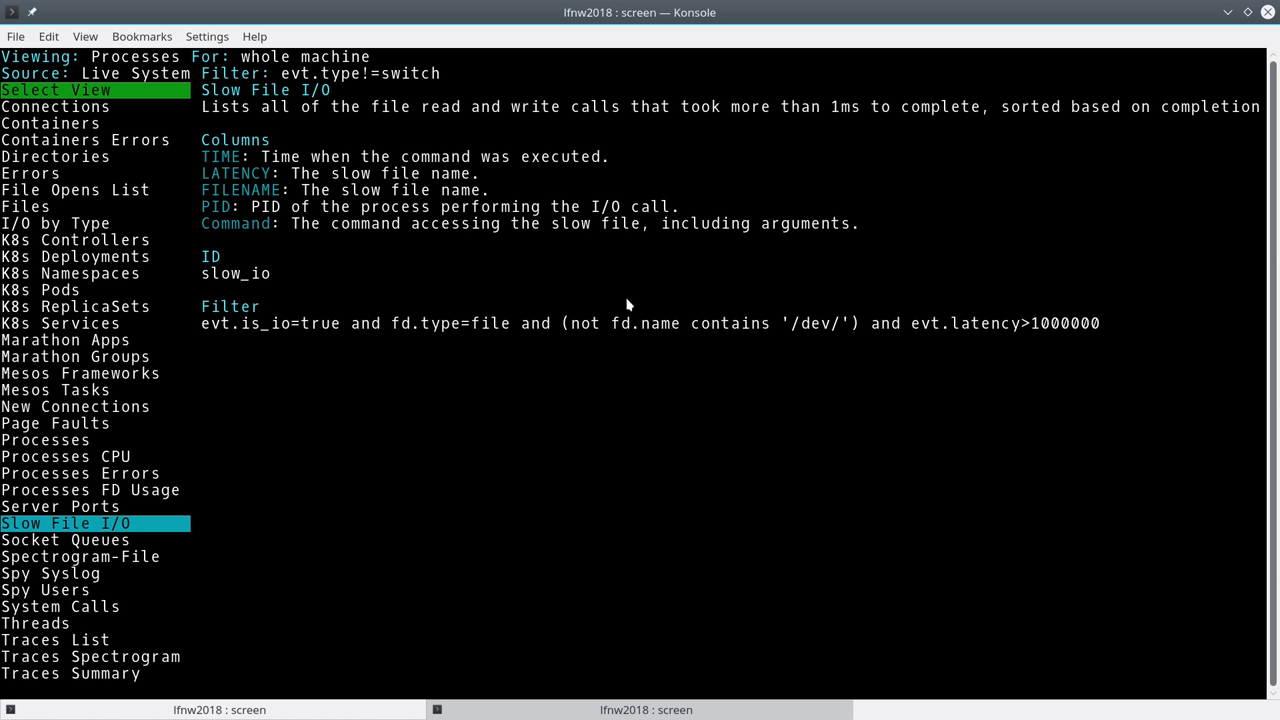 lfnw2018 : screen — Konsole
File Edit View Bookmarks Settings Help
Viewing: Processes For: whole machine
Source: Live System Filter: evt.type!=switch
Select View
Connections
Containers
Containers Errors
Directories
Errors
File Opens List
Files
I/O by Type
K8s Controllers
K8s Deployments
K8s Namespaces
K8s Pods
K8s ReplicaSets
K8s Services
Marathon Apps
Marathon Groups
Mesos Frameworks
Mesos Tasks
New Connections
Page Faults
Processes
Processes CPU
Processes Errors
Processes FD Usage
Server Ports
Slow File I/O
Socket Queues
Spectrogram-File
Spy Syslog
Spy Users
System Calls
Threads
Traces List
Traces Spectrogram
Traces Summary
Slow File I/O
Lists all of the file read and write calls that took more than 1ms to complete, sorted based on completion
Columns
TIME: Time when the command was executed.
LATENCY: The slow file name.
FILENAME: The slow file name.
PID: PID of the process performing the I/O call.
Command: The command accessing the slow file, including arguments.
ID
slow_io
Filter
evt.is_io=true and fd.type=file and (not fd.name contains '/dev/') and evt.latency>1000000
lfnw2018 : screen
lfnw2018 : screen